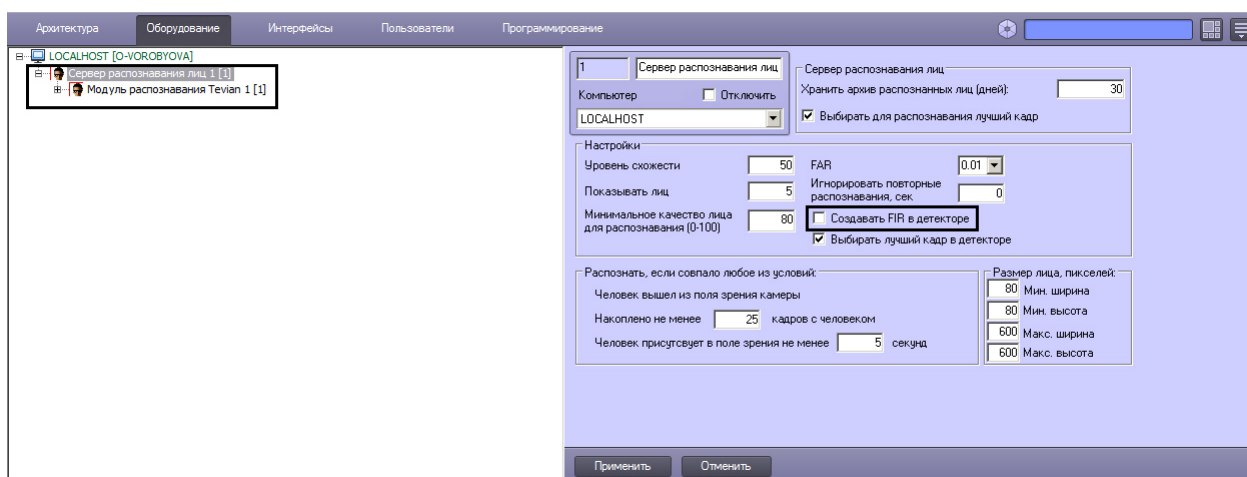 Архитектура Оборудование Интерфейсы Пользователи Программирование
LOCALHOST [O-VOROBYOVA]
Сервер распознавания лиц 1 [1]
Модуль распознавания Tevian 1 [1]
1 Сервер распознавания лиц
Компьютер Отключить
LOCALHOST
Сервер распознавания лиц
Хранить архив распознанных лиц (дней): 30
Выбирать для распознавания лучший кадр
Настройки
Уровень схожести 50 FAR 0.01
Показывать лиц 5 Игнорировать повторные
распознавания, сек 0
Минимальное качество лица
для распознавания (0-100) 80 Создавать FIR в детекторе
Выбирать лучший кадр в детекторе
Распознать, если совпало любое из условий:
Человек вышел из поля зрения камеры
Накоплено не менее 25 кадров с человеком
Человек присутсвует в поле зрения не менее 5 секунд
Размер лица, пикселей:
80 Мин. ширина
80 Мин. высота
600 Макс. ширина
600 Макс. высота
Применить Отменить